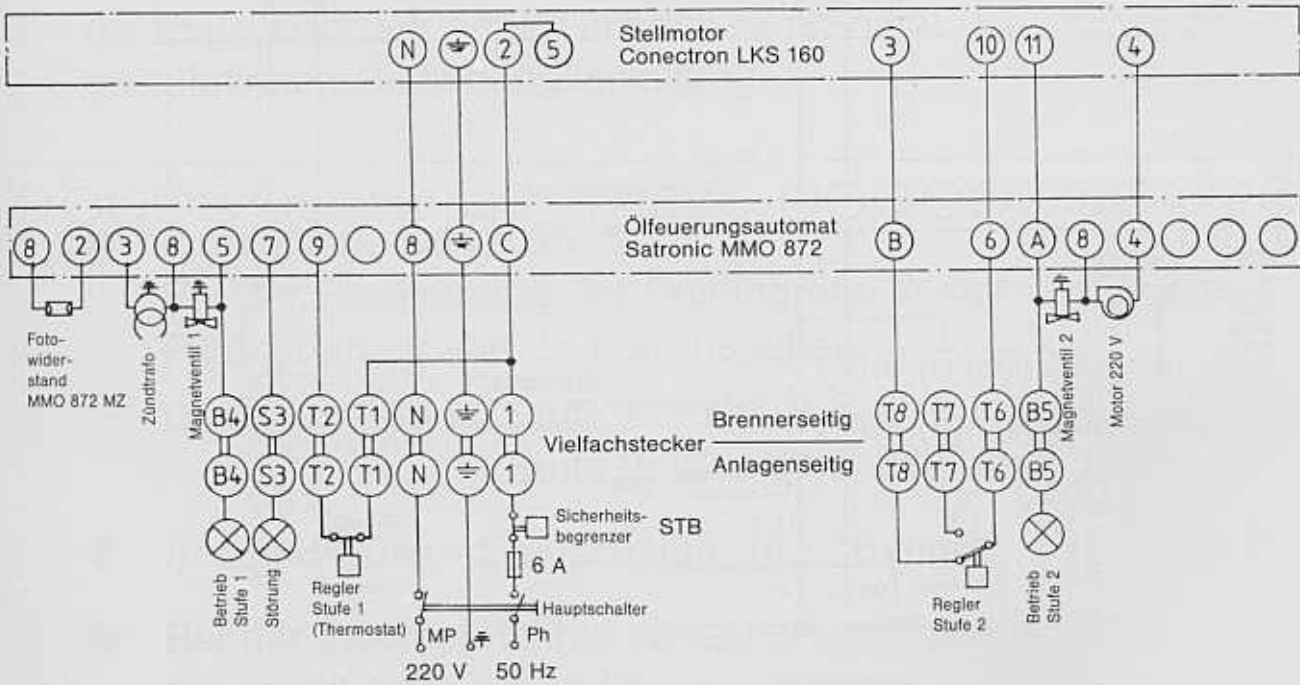 N 2 5 Stellmotor 3 10 11 4
Conectron LKS 160
8 2 3 8 5 7 9 8 C Ölfeuerungsautomat B 6 A 8 4
Satronic MMO 872
Foto-
wider-
stand
MMO 872 MZ
Zündtrafo
Magnetventil 1
Magnetventil 2
Motor 220 V
B4 S3 T2 T1 N 1 Brennerseitig T8 T7 T6 B5
Vielfachstecker
B4 S3 T2 T1 N 1 Anlagenseitig T8 T7 T6 B5
Betrieb
Stufe 1
Störung
Regler
Stufe 1
(Thermostat)
Sicherheits-
begrenzer STB
6 A
Hauptschalter
MP Ph
220 V 50 Hz
Regler
Stufe 2
Betrieb
Stufe 2